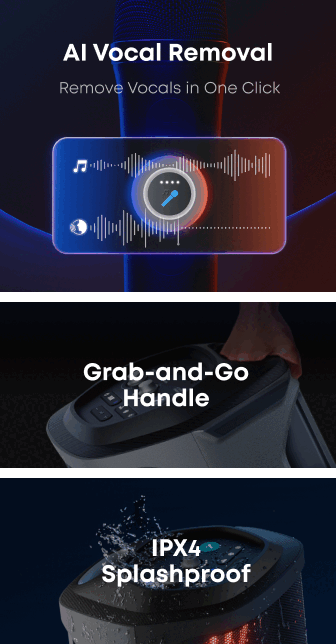 AI Vocal Removal
Remove Vocals in One Click
Grab-and-Go
Handle
IPX4
Splashproof